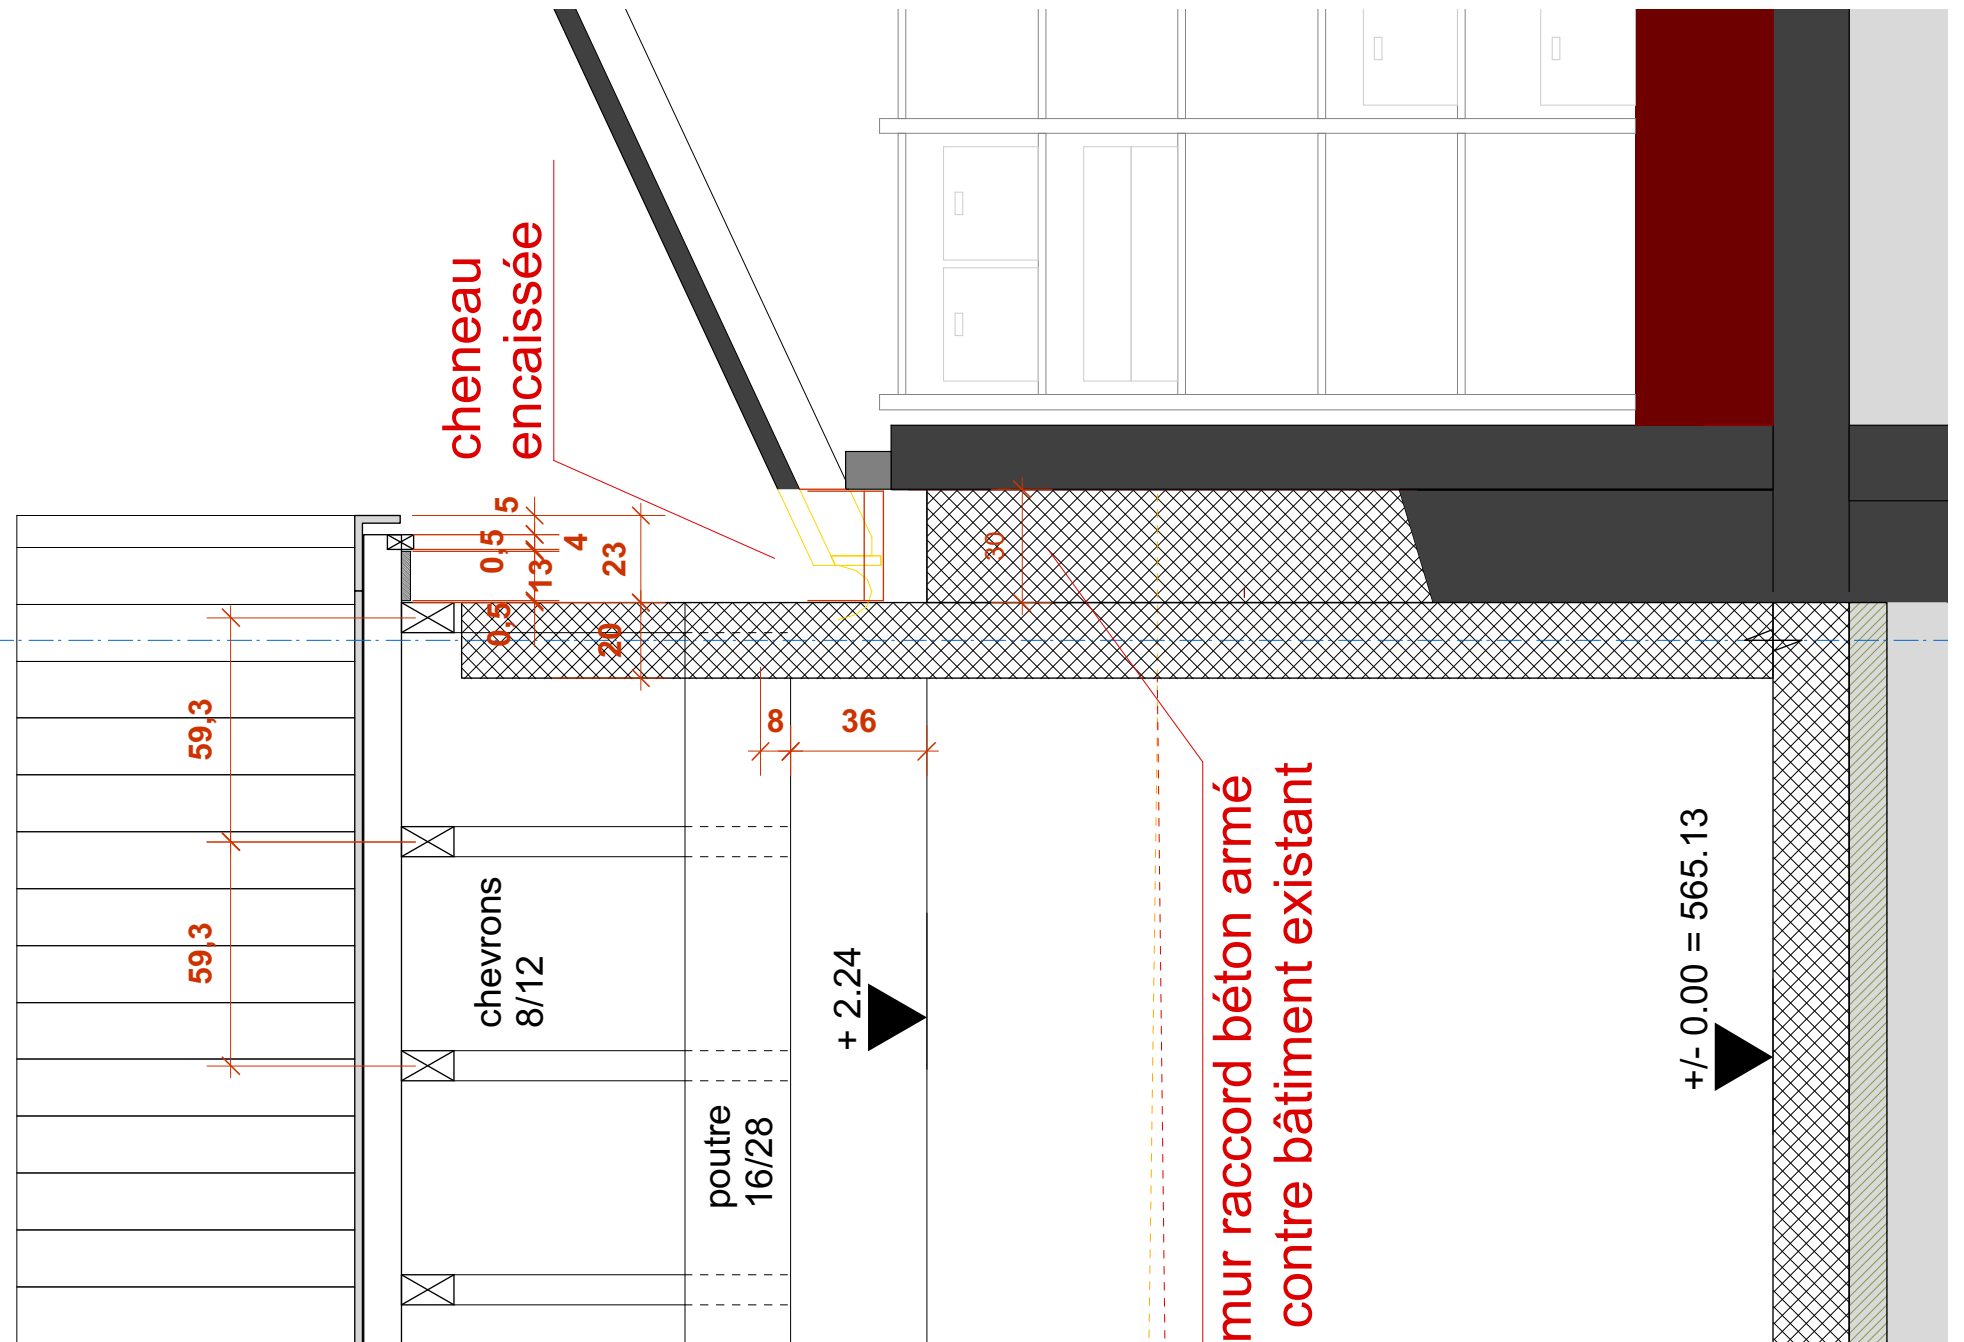 cheneau
encaissée
5
0,5
4
13
23
0,5
20
30
59,3
59,3
8
36
chevrons
8/12
poutre
16/28
+ 2.24
mur raccord béton armé
contre bâtiment existant
+/- 0.00 = 565.13